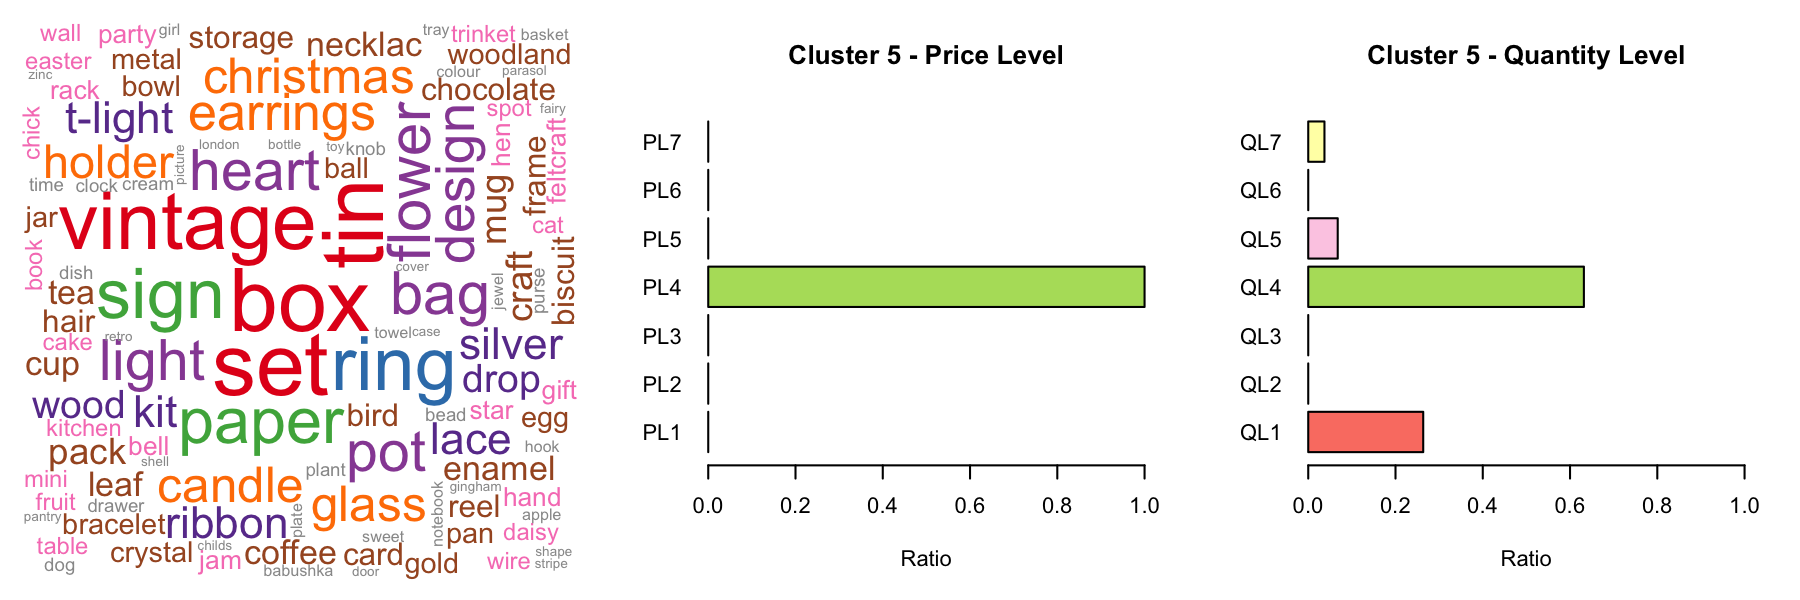 wall party girl storage necklac tray trinket basket
easter metal christmas woodland
zinc colour parasol
rack bowl chocolate
t-light earrings flower design spot fairy
chick london bottle toy knob hen frame feltcraft
holder picture heart ball
time clock cream mug
jar vintage tin cat
book dish cover jewel craft purse biscuit
tea sign box bag
hair
cake retro towel case
cup light set ring silver
drop gift
wood kit paper bird bead star egg
kitchen
pack bell pot lace hook
shell
mini leaf candle plant enamel
fruit drawer glass notebook gingham reel hand
pantry bracelet ribbon plate apple
sweet pan daisy
table crystal childs coffee card shape
dog jam babushka door gold wire stripe
Cluster 5 - Price Level
PL7
PL6
PL5
PL4
PL3
PL2
PL1
0.0 0.2 0.4 0.6 0.8 1.0
Ratio
Cluster 5 - Quantity Level
QL7
QL6
QL5
QL4
QL3
QL2
QL1
0.0 0.2 0.4 0.6 0.8 1.0
Ratio